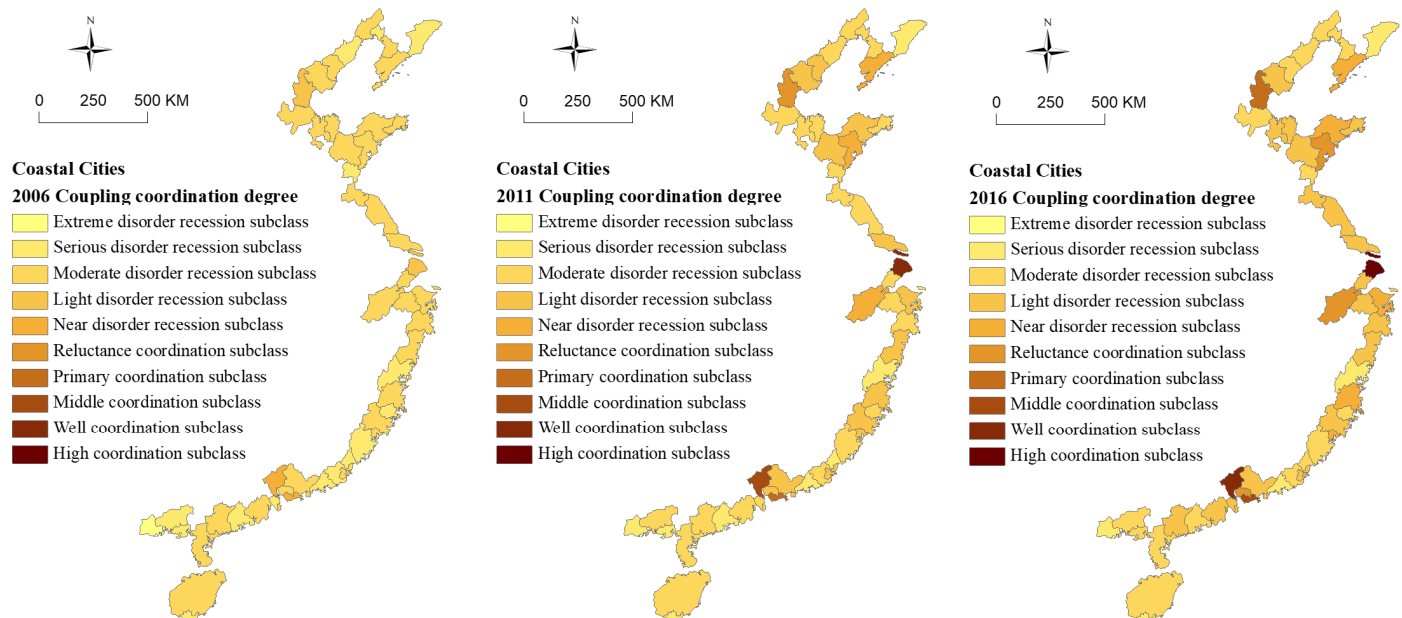 N
0 250 500 KM
Coastal Cities
2006 Coupling coordination degree
Extreme disorder recession subclass
Serious disorder recession subclass
Moderate disorder recession subclass
Light disorder recession subclass
Near disorder recession subclass
Reluctance coordination subclass
Primary coordination subclass
Middle coordination subclass
Well coordination subclass
High coordination subclass
N
0 250 500 KM
Coastal Cities
2011 Coupling coordination degree
Extreme disorder recession subclass
Serious disorder recession subclass
Moderate disorder recession subclass
Light disorder recession subclass
Near disorder recession subclass
Reluctance coordination subclass
Primary coordination subclass
Middle coordination subclass
Well coordination subclass
High coordination subclass
N
0 250 500 KM
Coastal Cities
2016 Coupling coordination degree
Extreme disorder recession subclass
Serious disorder recession subclass
Moderate disorder recession subclass
Light disorder recession subclass
Near disorder recession subclass
Reluctance coordination subclass
Primary coordination subclass
Middle coordination subclass
Well coordination subclass
High coordination subclass